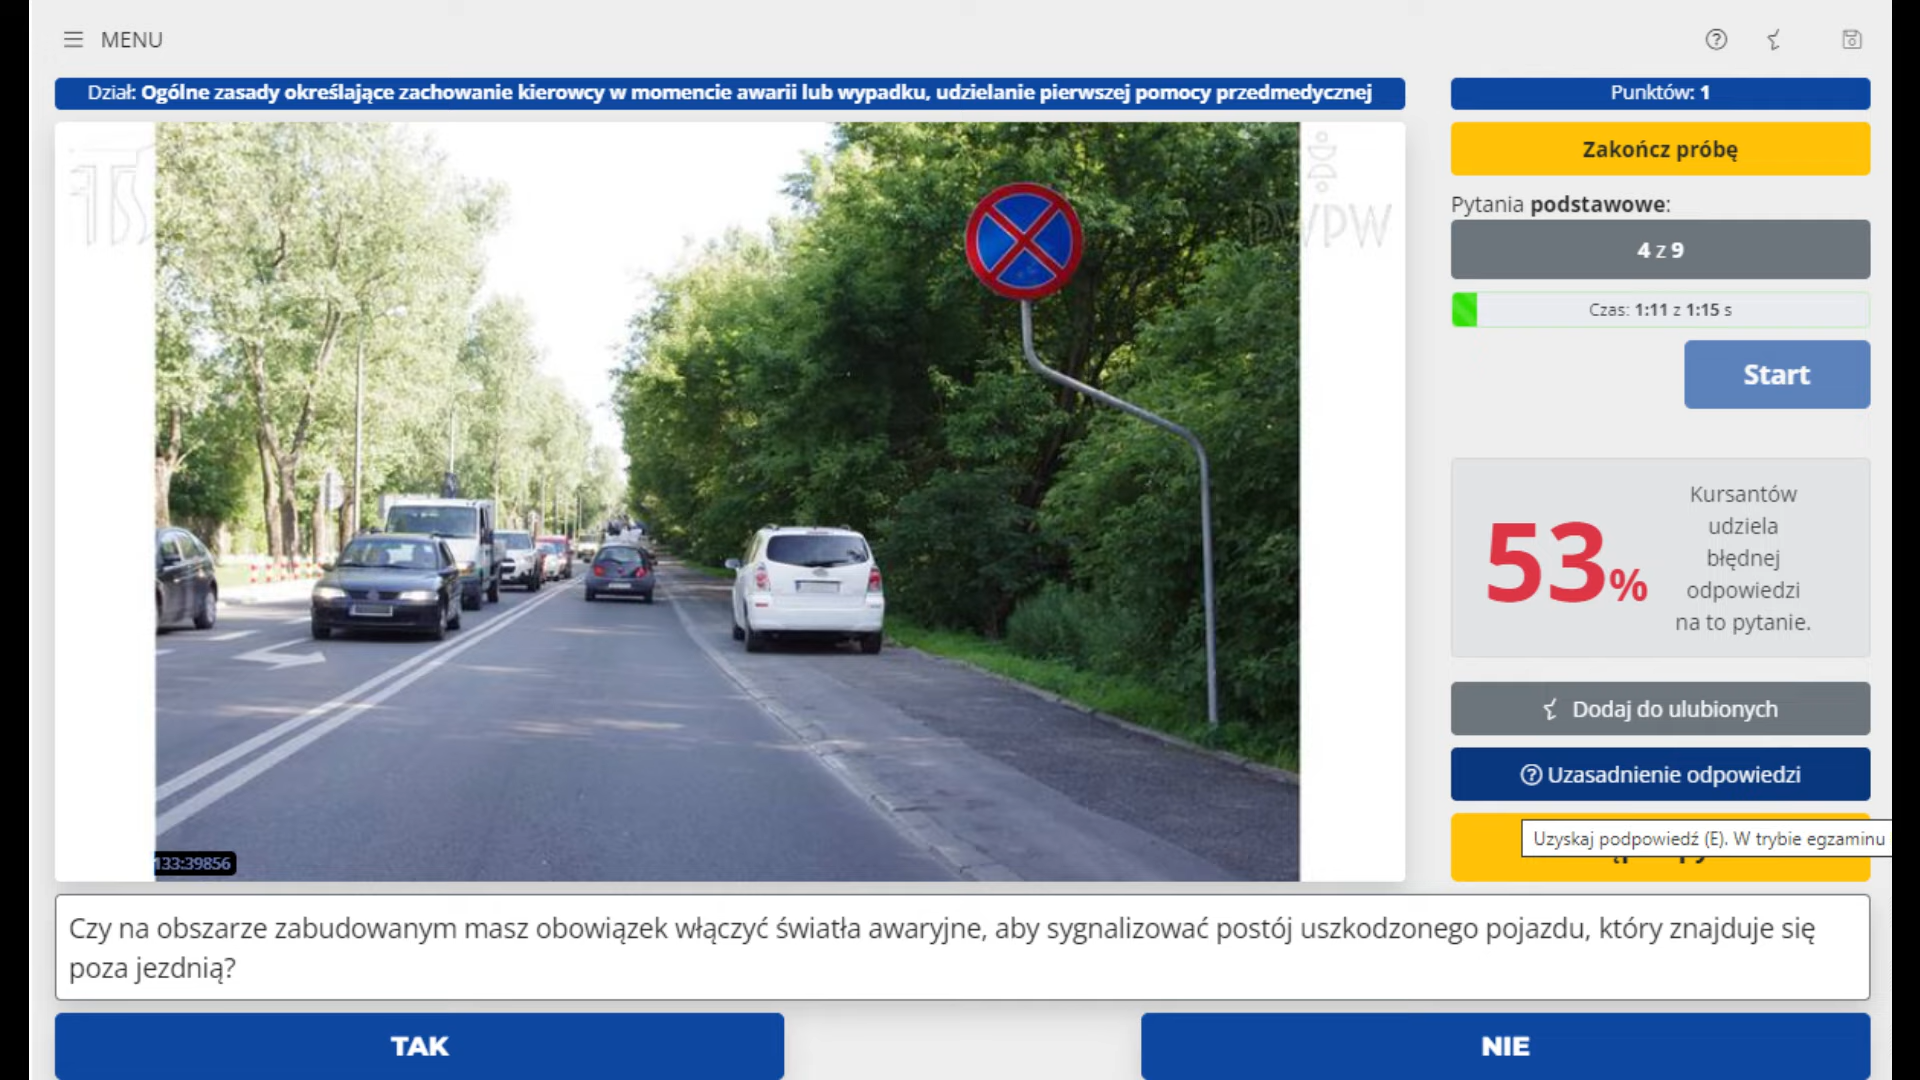 MENU
Dział: Ogólne zasady określające zachowanie kierowcy w momencie awarii lub wypadku, udzielanie pierwszej pomocy przedmedycznej
Punktów: 1
Zakończ próbę
Pytania podstawowe:
4 z 9
Czas: 1:11 z 1:15 s
Start
53%
Kursantów
udziela
błędnej
odpowiedzi
na to pytanie.
Dodaj do ulubionych
Uzasadnienie odpowiedzi
Uzyskaj podpowiedź (E). W trybie egzaminu
PWPW
133:39856
Czy na obszarze zabudowanym masz obowiązek włączyć światła awaryjne, aby sygnalizować postój uszkodzonego pojazdu, który znajduje się
poza jezdnią?
TAK
NIE